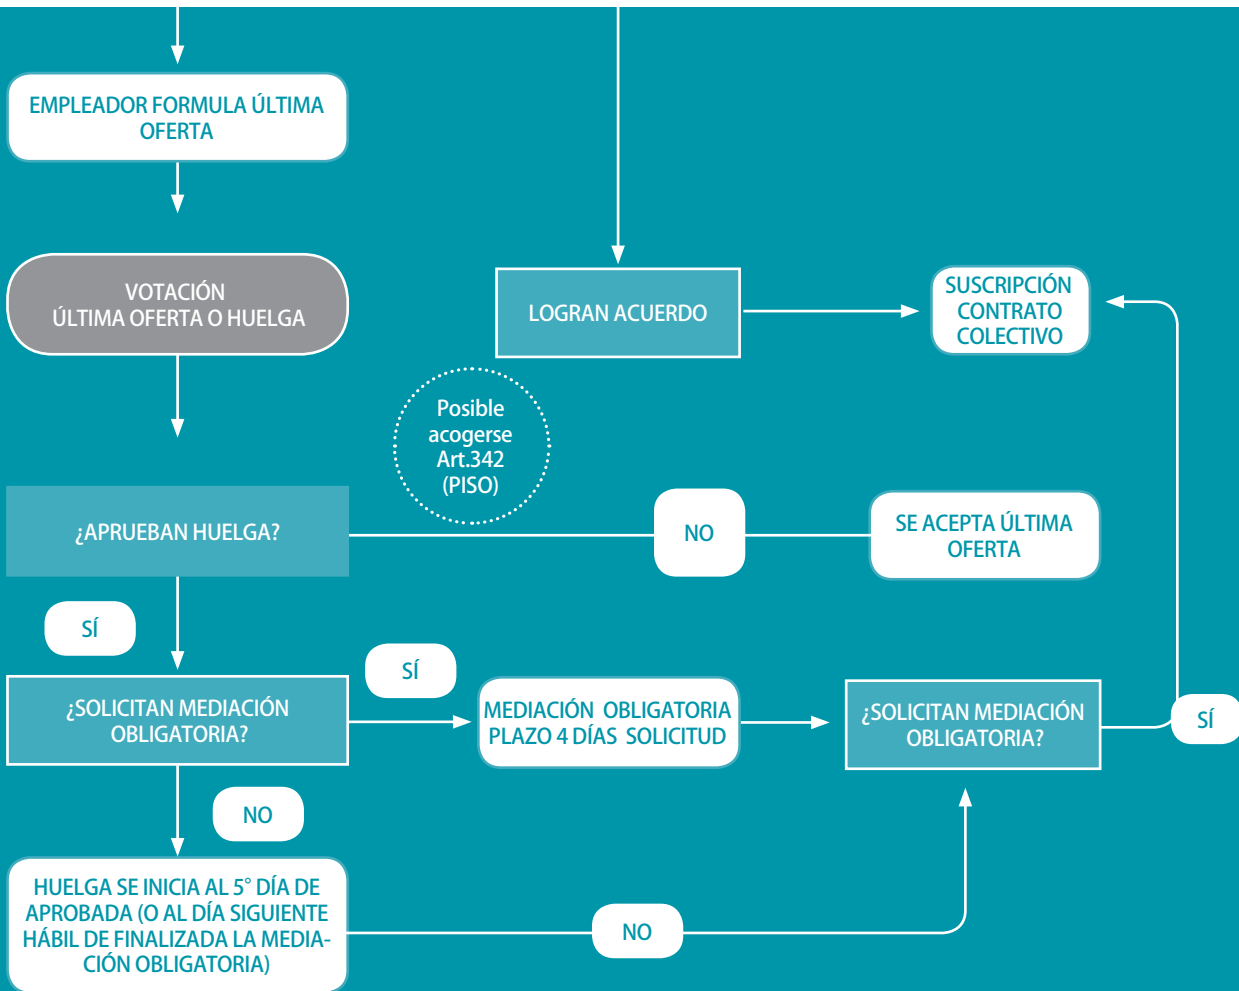 EMPLEADOR FORMULA ÚLTIMA
OFERTA
VOTACIÓN
ÚLTIMA OFERTA O HUELGA
LOGRAN ACUERDO
SUSCRIPCIÓN
CONTRATO
COLECTIVO
Posible
acogerse
Art.342
(PISO)
¿APRUEBAN HUELGA?
NO
SE ACEPTA ÚLTIMA
OFERTA
SÍ
¿SOLICITAN MEDIACIÓN
OBLIGATORIA?
SÍ
MEDIACIÓN OBLIGATORIA
PLAZO 4 DÍAS SOLICITUD
¿SOLICITAN MEDIACIÓN
OBLIGATORIA?
SÍ
NO
HUELGA SE INICIA AL 5° DÍA DE
APROBADA (O AL DÍA SIGUIENTE
HÁBIL DE FINALIZADA LA MEDIA-
CIÓN OBLIGATORIA)
NO